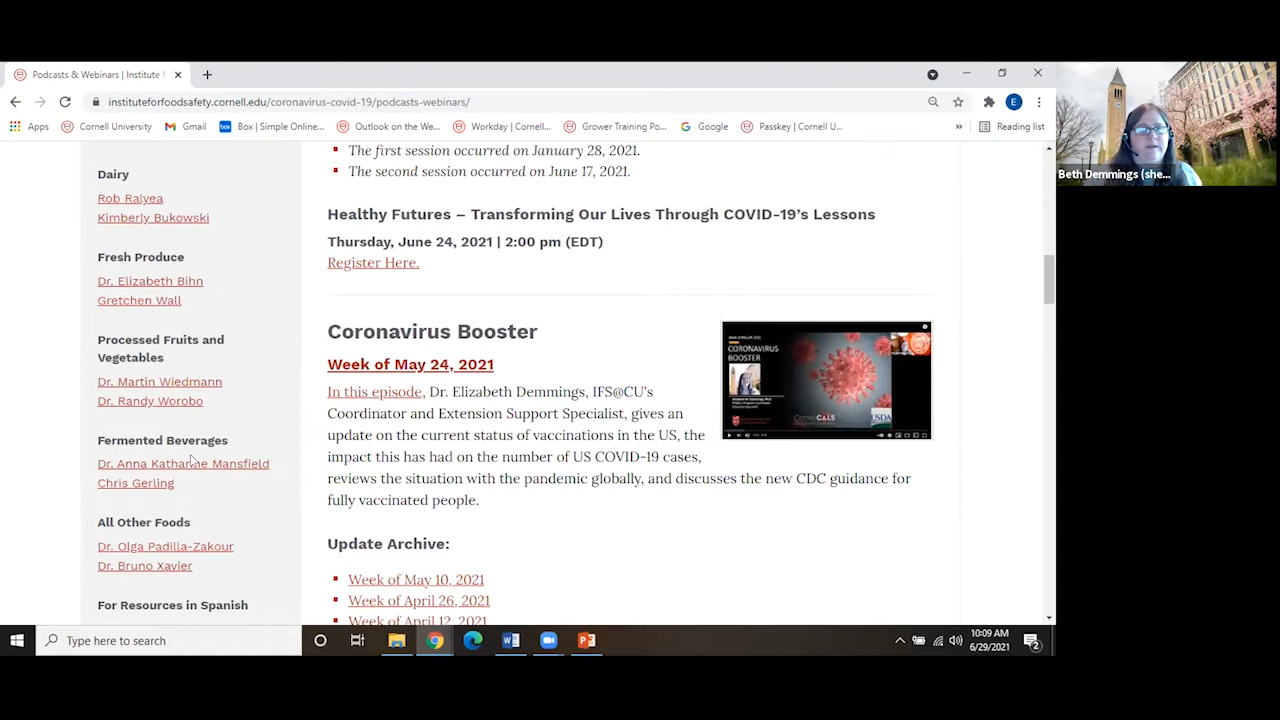 Podcasts & Webinars | Institute
instituteforfoodsafety.cornell.edu/coronavirus-covid-19/podcasts-webinars/
E
Apps
Cornell University
Gmail
box
Box | Simple Online...
Outlook on the We...
Workday | Cornell...
Grower Training Po...
Google
Passkey | Cornell U...
»
Reading list
Beth Demmings (she...
Dairy
Rob Ralyea
Kimberly Bukowski
Fresh Produce
Dr. Elizabeth Bihn
Gretchen Wall
Processed Fruits and
Vegetables
Dr. Martin Wiedmann
Dr. Randy Worobo
Fermented Beverages
Dr. Anna Katharine Mansfield
Chris Gerling
All Other Foods
Dr. Olga Padilla-Zakour
Dr. Bruno Xavier
For Resources in Spanish
The first session occurred on January 28, 2021.
The second session occurred on June 17, 2021.
Healthy Futures – Transforming Our Lives Through COVID-19’s Lessons
Thursday, June 24, 2021 | 2:00 pm (EDT)
Register Here.
Coronavirus Booster
Week of May 24, 2021
In this episode, Dr. Elizabeth Demmings, IFS@CU's
Coordinator and Extension Support Specialist, gives an
update on the current status of vaccinations in the US, the
impact this has had on the number of US COVID-19 cases,
reviews the situation with the pandemic globally, and discusses the new CDC guidance for
fully vaccinated people.
CORONAVIRUS
BOOSTER
CornellCALS
USDA
Update Archive:
Week of May 10, 2021
Week of April 26, 2021
Week of April 12, 2021
Type here to search
10:09 AM
6/29/2021
2